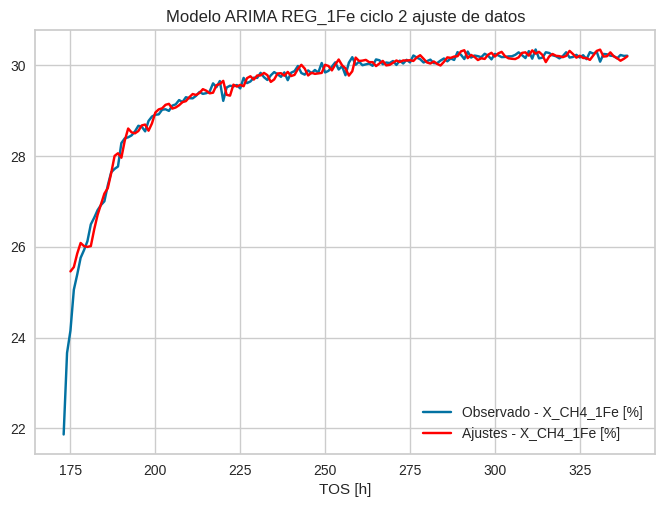 Modelo ARIMA REG_1Fe ciclo 2 ajuste de datos
30
28
26
24
22
Observado - X_CH4_1Fe [%]
Ajustes - X_CH4_1Fe [%]
175 200 225 250 275 300 325
TOS [h]